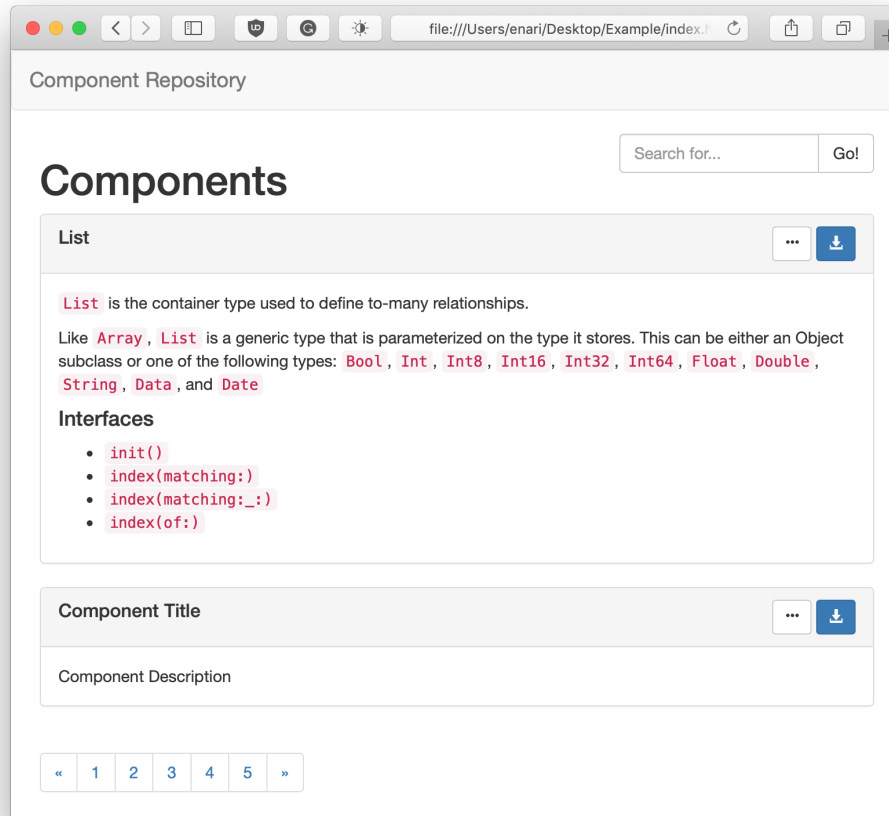 file:///Users/enari/Desktop/Example/index.h
Component Repository
Search for...
Go!
Components
List
List is the container type used to define to-many relationships.
Like Array, List is a generic type that is parameterized on the type it stores. This can be either an Object
subclass or one of the following types: Bool, Int, Int8, Int16, Int32, Int64, Float, Double,
String, Data, and Date
Interfaces
• init()
• index(matching:)
• index(matching:_:)
• index(of:)
Component Title
Component Description
« 1 2 3 4 5 »